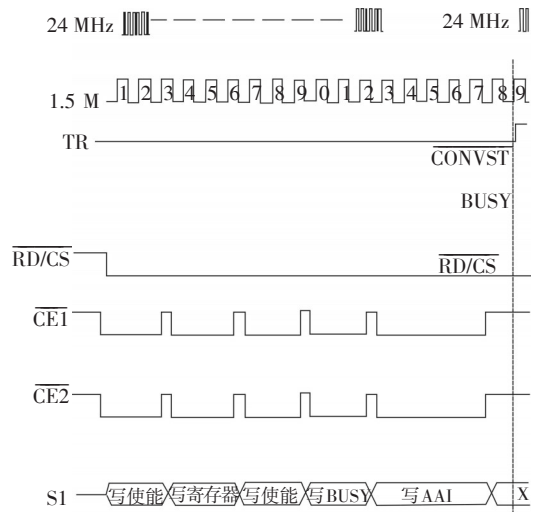 24 MHz 24 MHz
1.5 M 1 2 3 4 5 6 7 8 9 0 1 2 3 4 5 6 7 8 9
TR
CONVST
BUSY
RD/CS RD/CS
CE1
CE2
S1 写使能 写寄存器 写使能 写BUSY 写AAI X